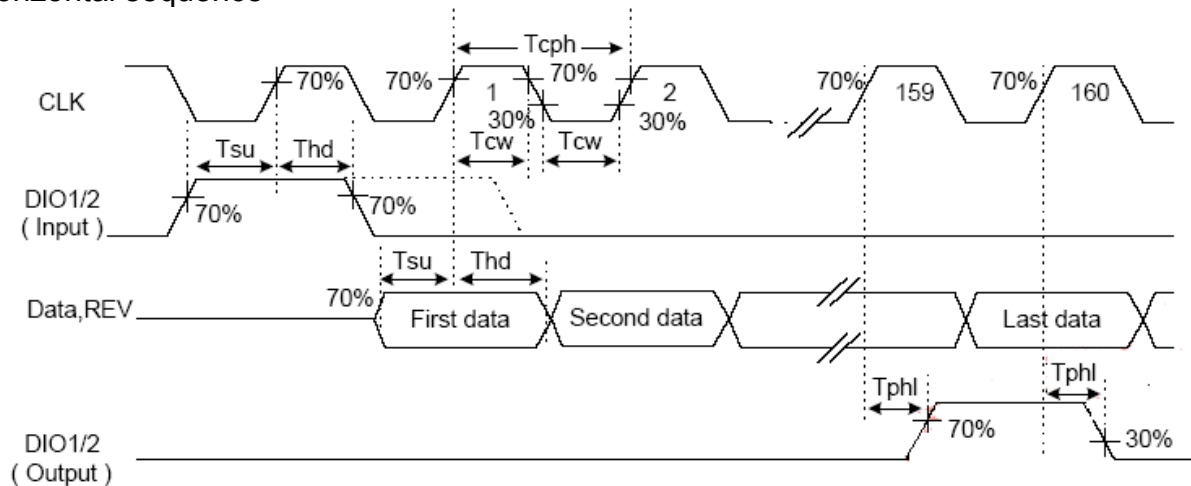 Tcph
70%
70%
70%
70%
70%
CLK
1
2
159
160
30%
30%
Tsu
Thd
Tcw
Tcw
DIO1/2
( Input )
70%
70%
Tsu
Thd
70%
Data,REV
First data
Second data
Last data
Tphl
Tphl
DIO1/2
( Output )
70%
30%